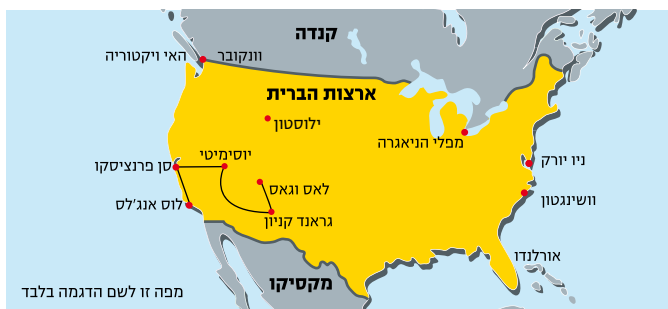 קנדה
וונקובר
האי ויקטוריה
ארצות הברית
ילוסטון
מפלי הניאגרה
יוסימיטי
סן פרנציסקו
ניו יורק
לאס וגאס
וושינגטון
לוס אנג'לס
גראנד קניון
אורלנדו
מקסיקו
מפה זו לשם הדגמה בלבד